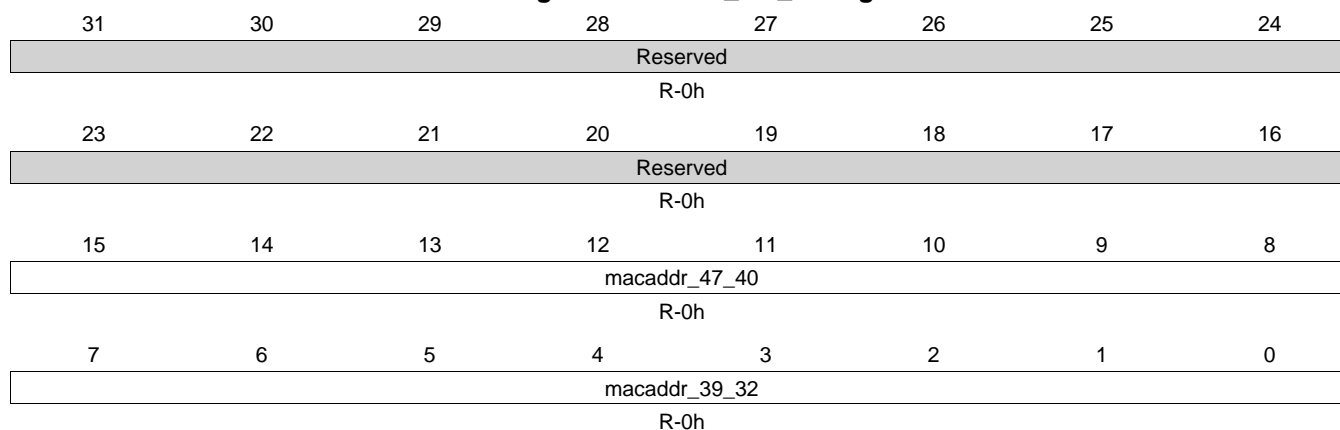 31 30 29 28 27 26 25 24
Reserved
R-0h
23 22 21 20 19 18 17 16
Reserved
R-0h
15 14 13 12 11 10 9 8
macaddr_47_40
R-0h
7 6 5 4 3 2 1 0
macaddr_39_32
R-0h